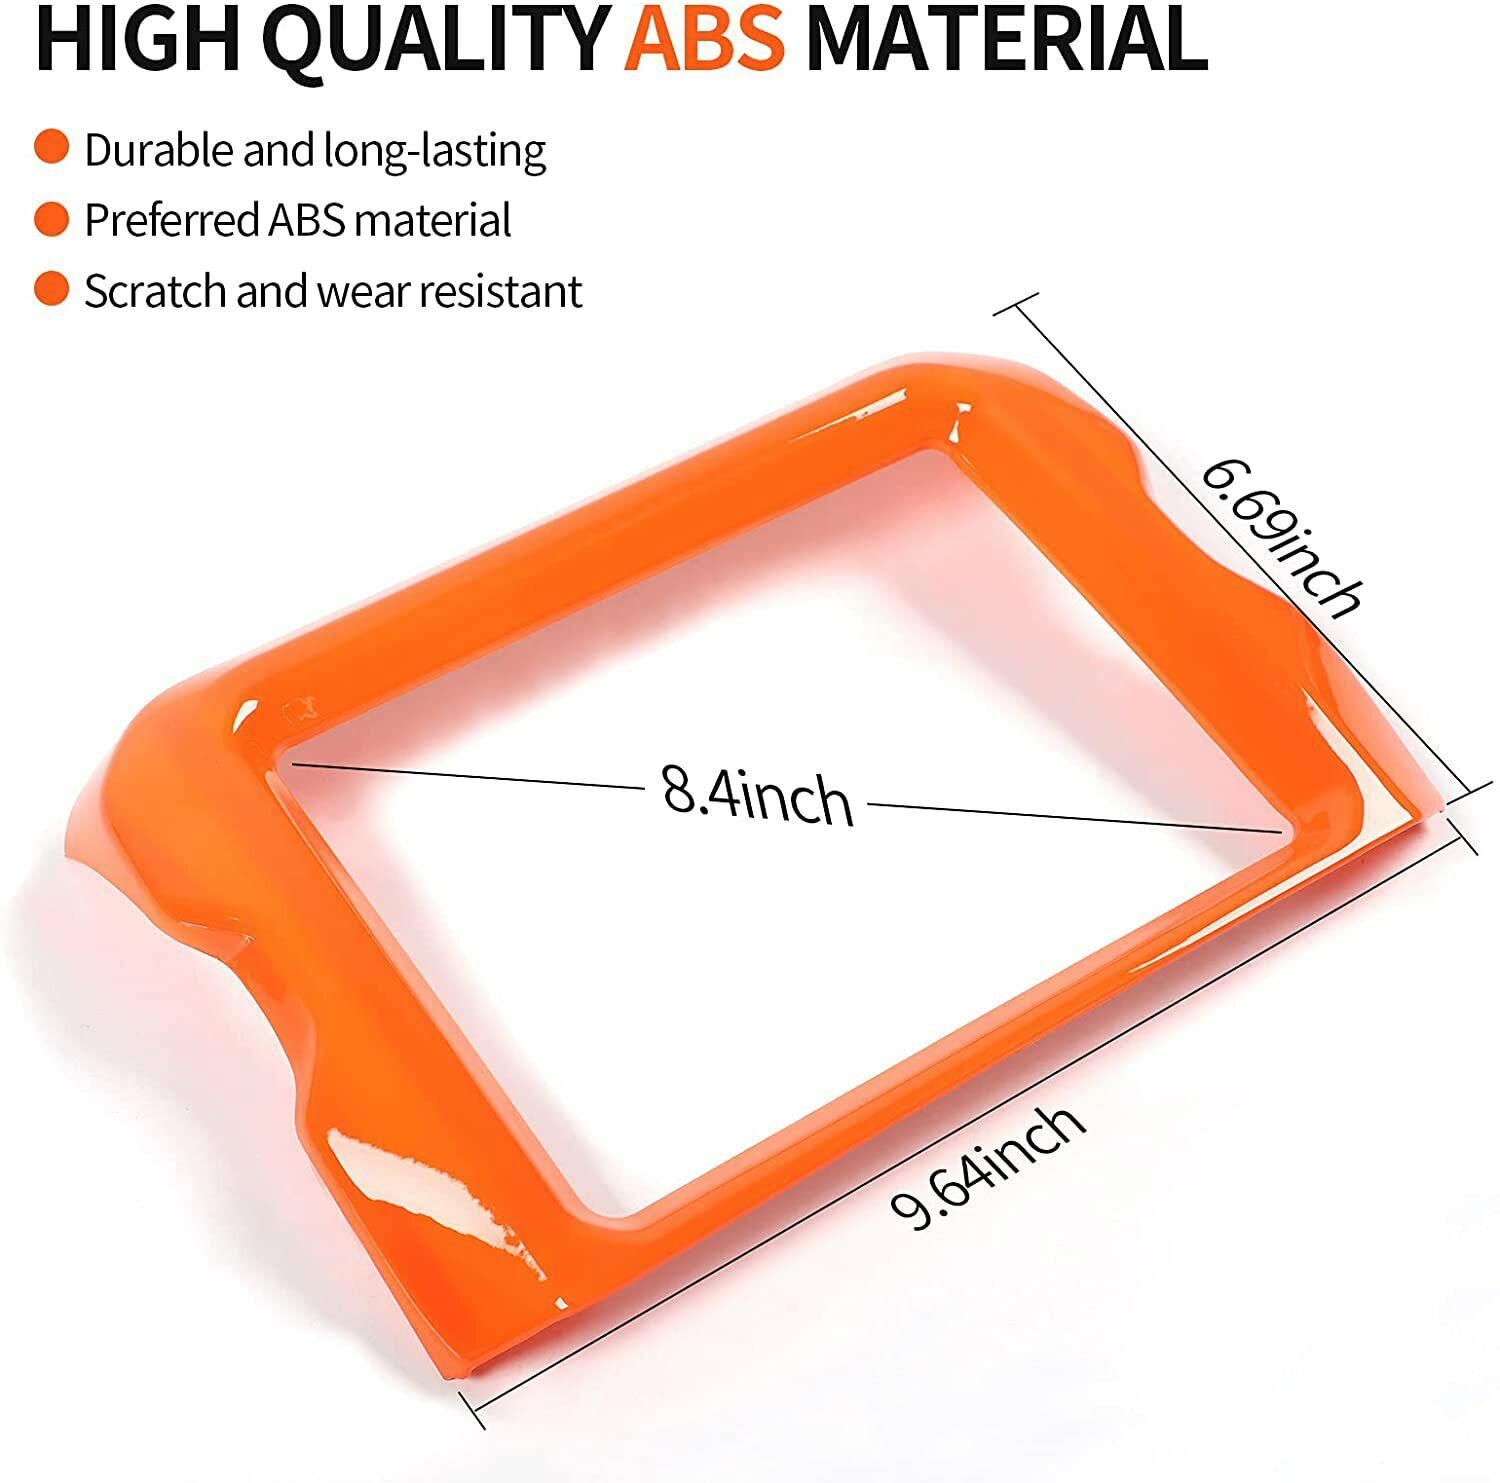 HIGH QUALITY ABS MATERIAL
Durable and long-lasting
Preferred ABS material
Scratch and wear resistant
6.69inch
8.4inch
9.64inch